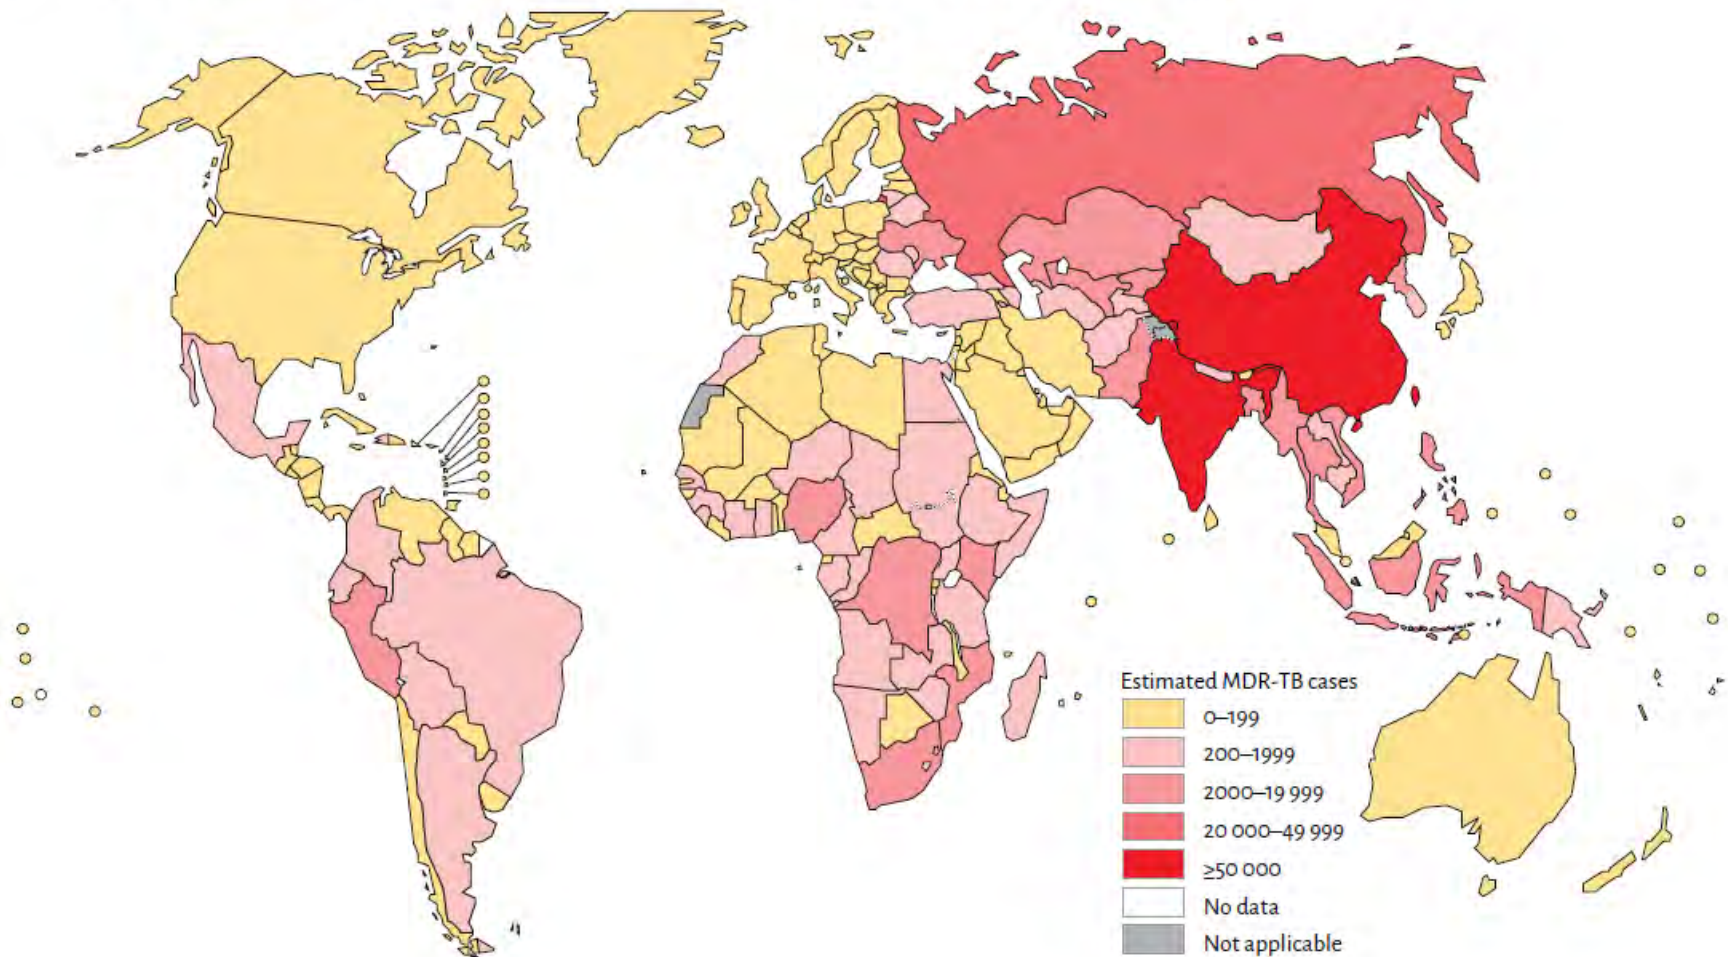 Estimated MDR-TB cases
0–199
200–1999
2000–19 999
20 000–49 999
≥50 000
No data
Not applicable